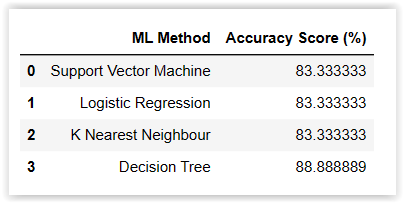 ML Method Accuracy Score (%)
0 Support Vector Machine 83.333333
1 Logistic Regression 83.333333
2 K Nearest Neighbour 83.333333
3 Decision Tree 88.888889